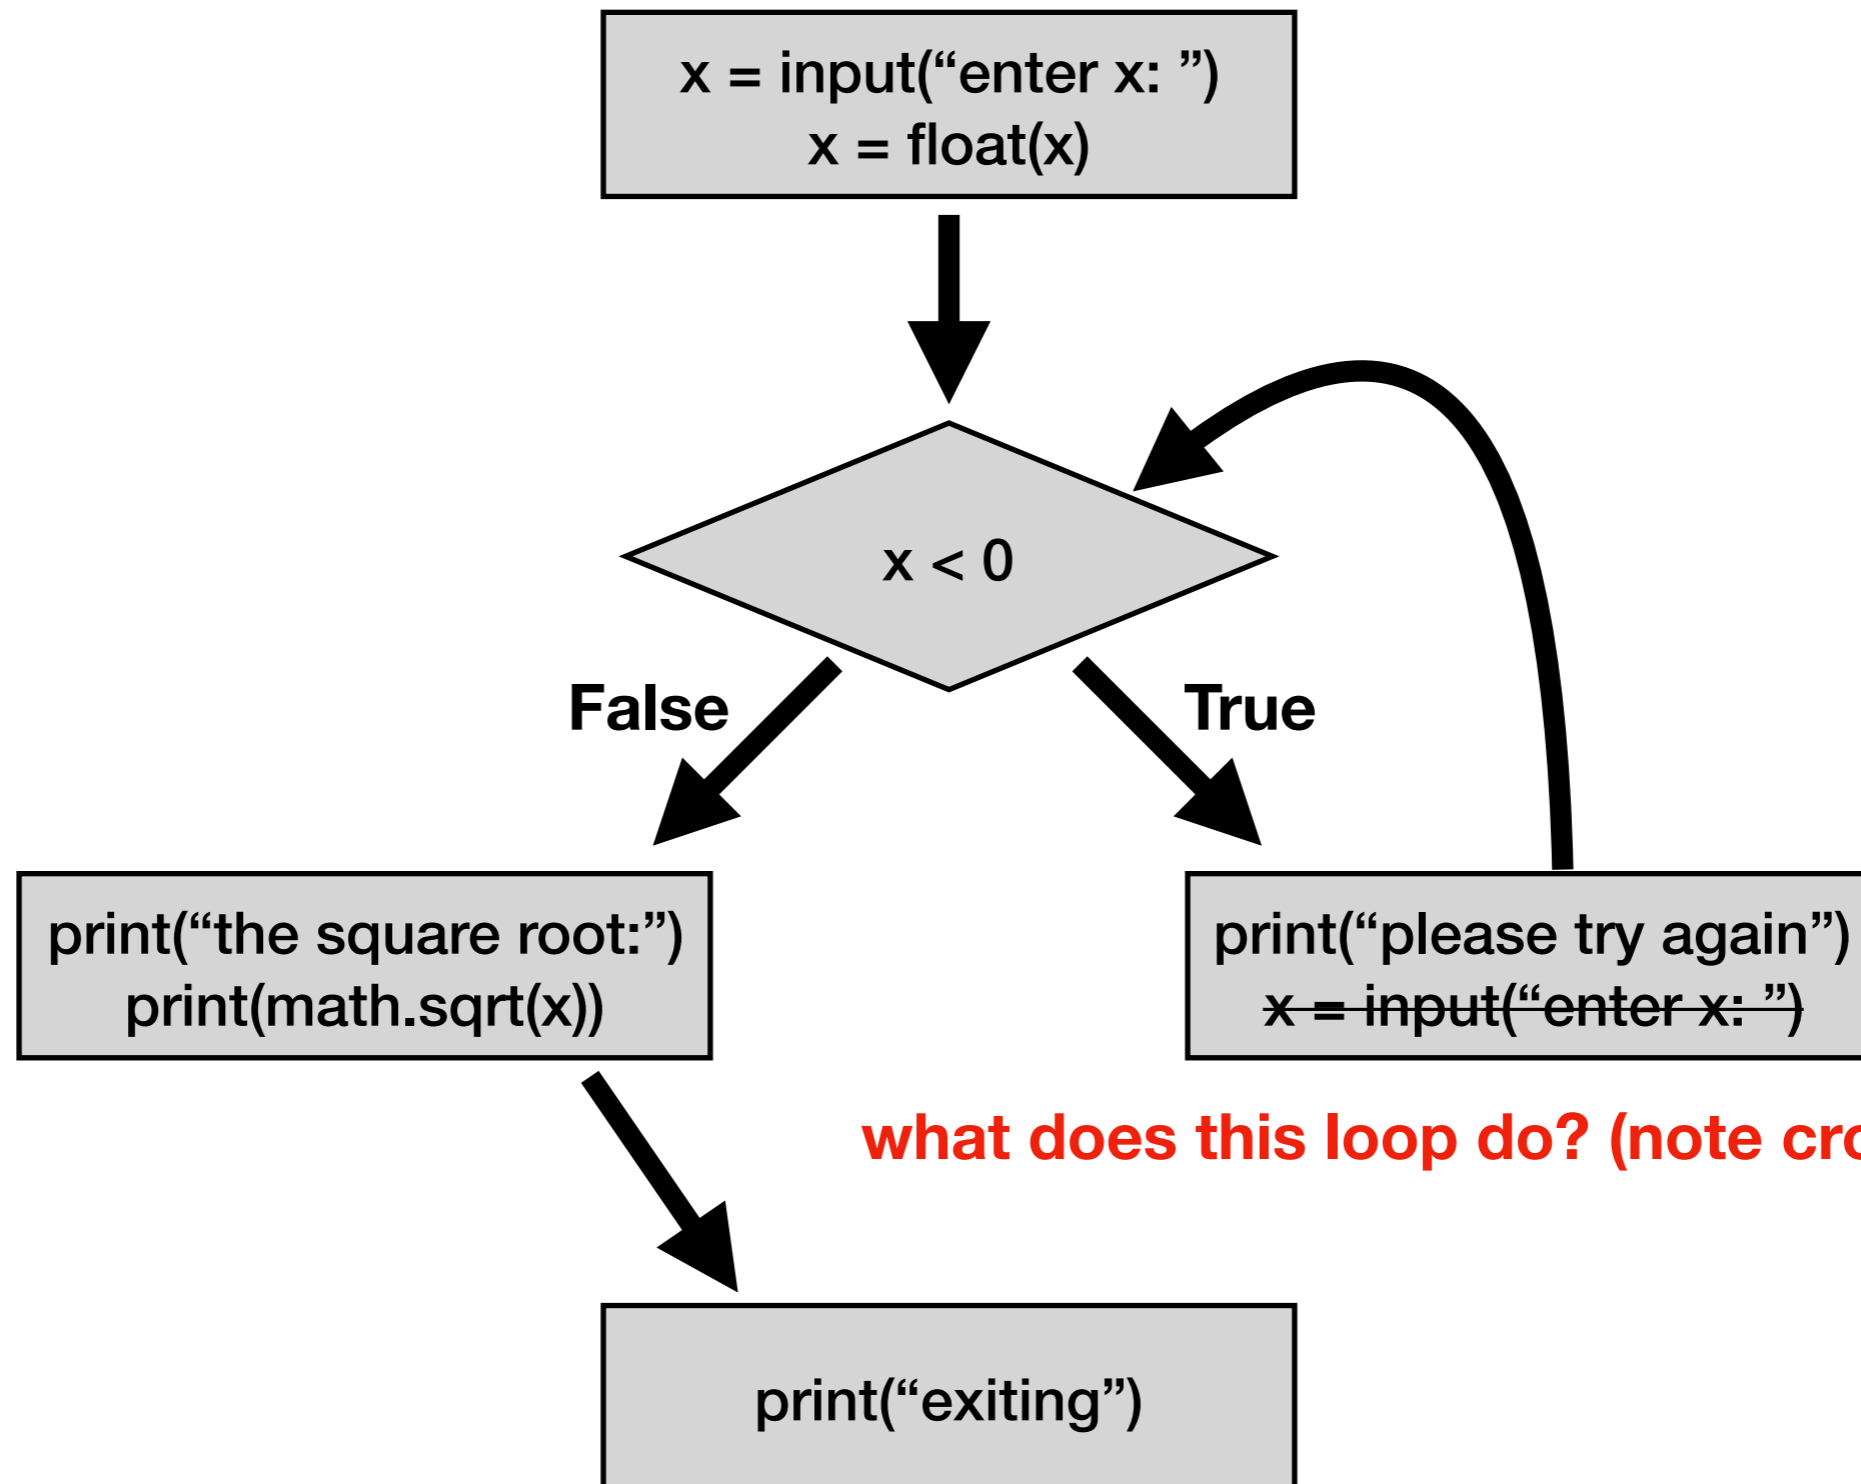 x = input(“enter x: ”)
x = float(x)
x < 0
False
True
print(“the square root:”)
print(math.sqrt(x))
print(“please try again”)
x = input(“enter x: ”)
what does this loop do? (note
print(“exiting”)